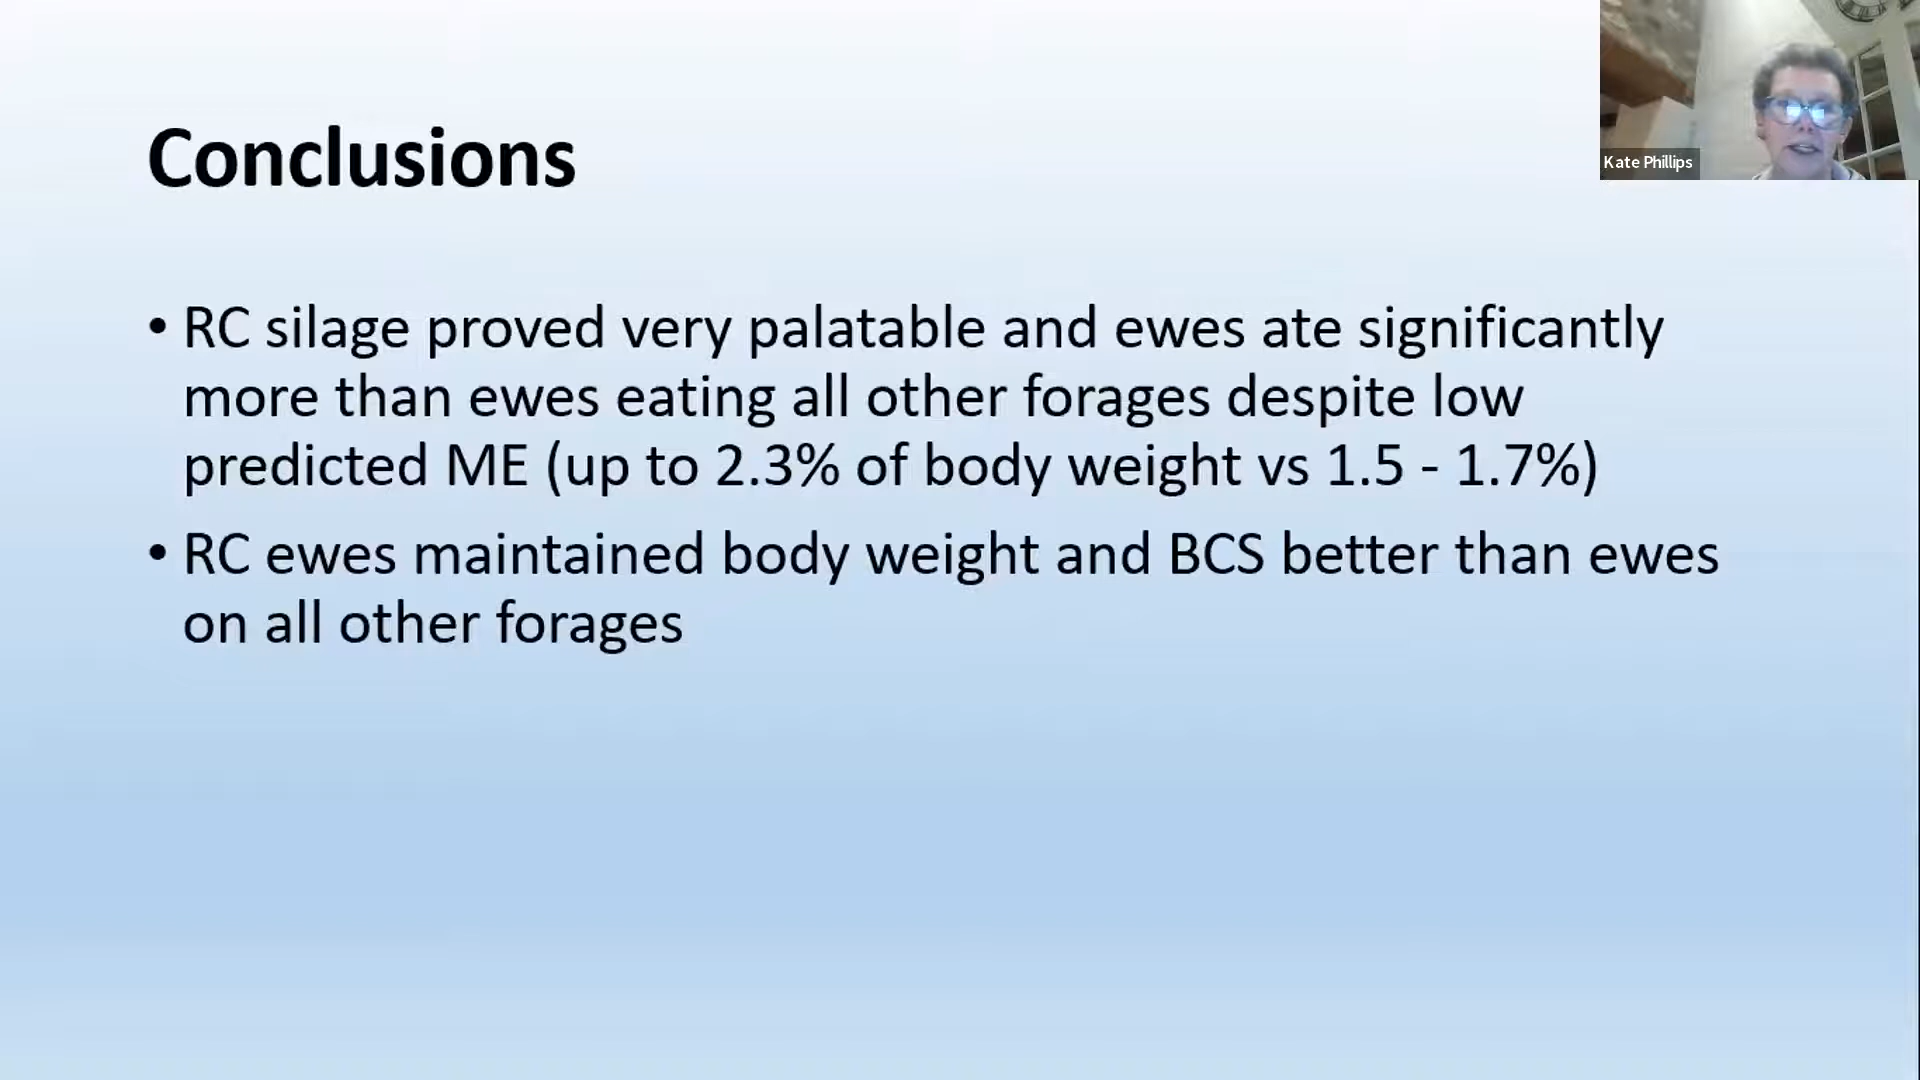 Kate Phillips
Conclusions
• RC silage proved very palatable and ewes ate significantly
more than ewes eating all other forages despite low
predicted ME (up to 2.3% of body weight vs 1.5 - 1.7%)
• RC ewes maintained body weight and BCS better than ewes
on all other forages